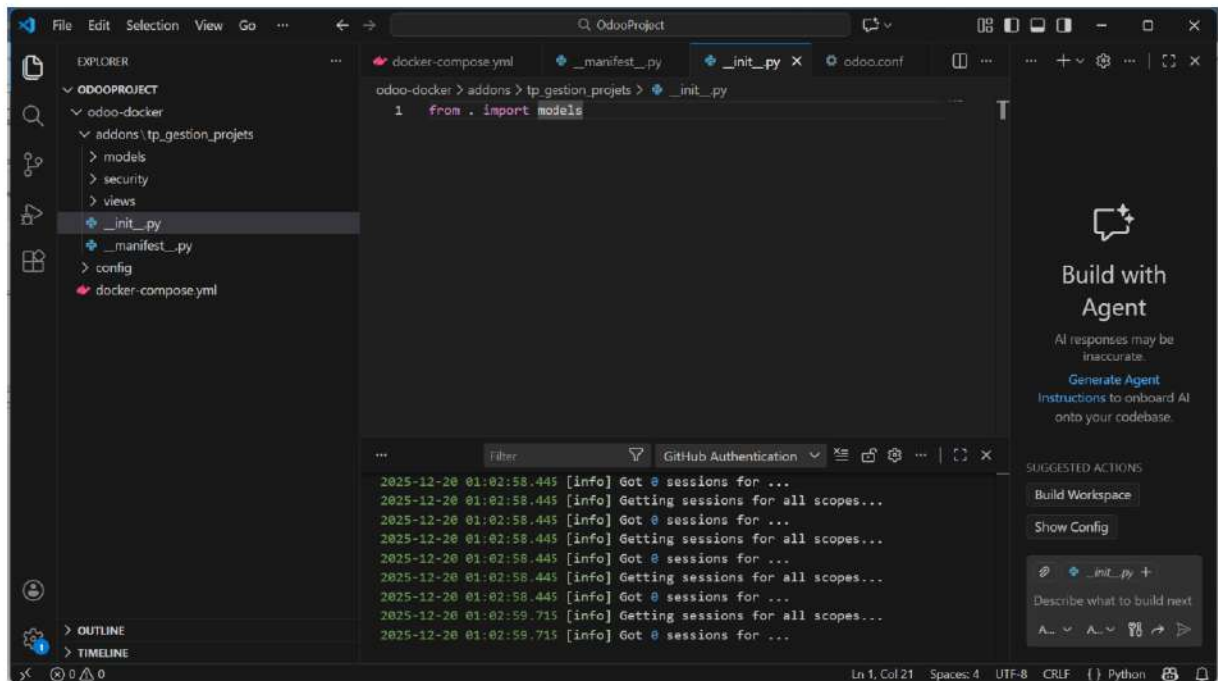 File Edit Selection View Go ··· OdooProject
EXPLORER ···
ODOOPROJECT
odoo-docker
addons\tp_gestion_projets
models
security
views
__init__.py
__manifest__.py
config
docker-compose.yml
OUTLINE
TIMELINE
docker-compose.yml __manifest__.py __init__.py odoo.conf
odoo-docker > addons > tp_gestion_projets > __init__.py
1 from . import models
Filter GitHub Authentication
2025-12-20 01:02:58.445 [info] Got 0 sessions for ...
2025-12-20 01:02:58.445 [info] Getting sessions for all scopes...
2025-12-20 01:02:58.445 [info] Got 0 sessions for ...
2025-12-20 01:02:58.445 [info] Getting sessions for all scopes...
2025-12-20 01:02:58.445 [info] Got 0 sessions for ...
2025-12-20 01:02:58.445 [info] Getting sessions for all scopes...
2025-12-20 01:02:58.445 [info] Got 0 sessions for ...
2025-12-20 01:02:59.715 [info] Getting sessions for all scopes...
2025-12-20 01:02:59.715 [info] Got 0 sessions for ...
Build with
Agent
AI responses may be
inaccurate.
Generate Agent
Instructions to onboard AI
onto your codebase.
SUGGESTED ACTIONS
Build Workspace
Show Config
__init__.py
Describe what to build next
A... A...
1
0 0 Ln 1, Col 21 Spaces: 4 UTF-8 CRLF { } Python